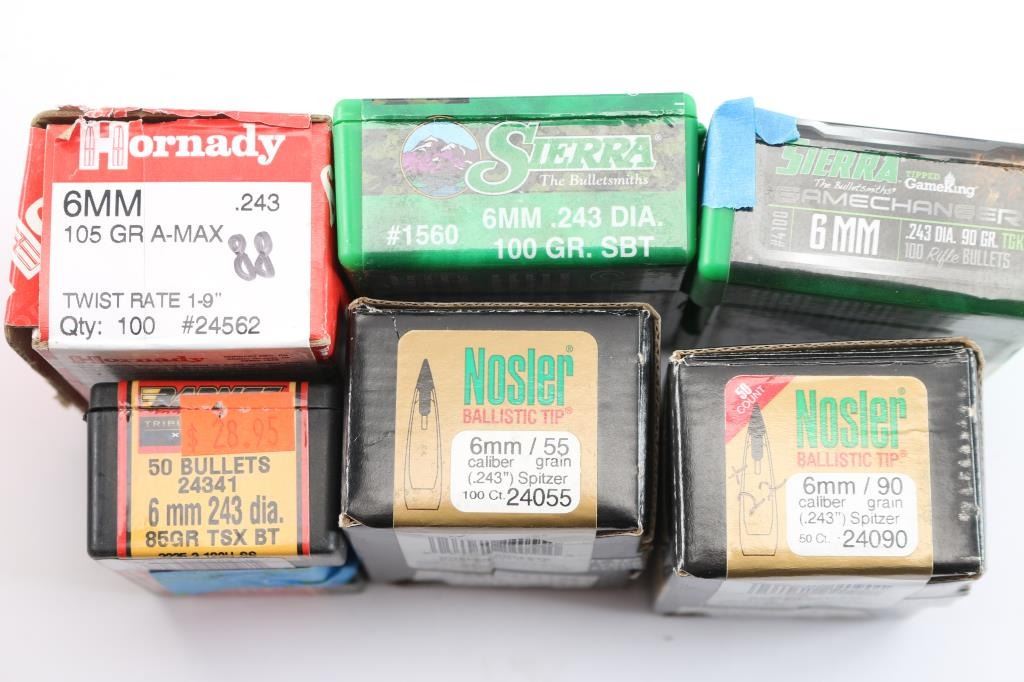 Hornady
6MM .243
105 GR A-MAX
88
TWIST RATE 1-9"
Qty: 100 #24562
Hornady
SIERRA®
The Bulletsmiths
#1560 6MM .243 DIA.
100 GR. SBT
SIERRA
The Bulletsmiths®
TIPPED
GameKing®
GAMECHANGER
#4100
6 MM
.243 DIA. 90 GR. TGK
100 Rifle BULLETS
$ 28.95
50 BULLETS
24341
6 mm 243 dia.
85GR TSX BT
Nosler®
BALLISTIC TIP®
6mm / 55
caliber grain
(.243") Spitzer
100 Ct. 24055
50
COUNT
Nosler®
BALLISTIC TIP®
6mm / 90
caliber grain
(.243") Spitzer
50 Ct. 24090